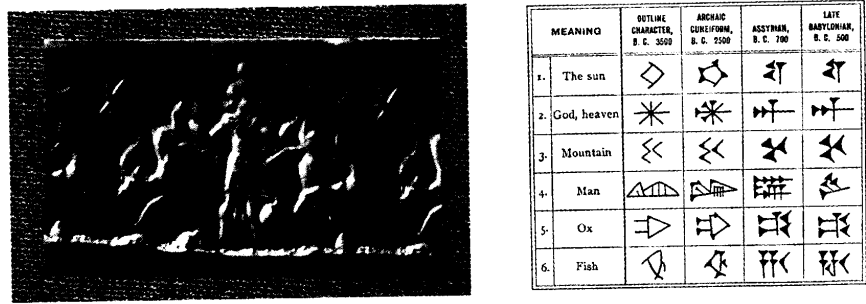 MEANING OUTLINE CHARACTER, B. C. 3500 ARCHAIC CUNEIFORM, B. C. 2500 ASSYRIAN, B. C. 700 LATE BABYLONIAN, B. C. 500
1. The sun
2. God, heaven
3. Mountain
4. Man
5. Ox
6. Fish